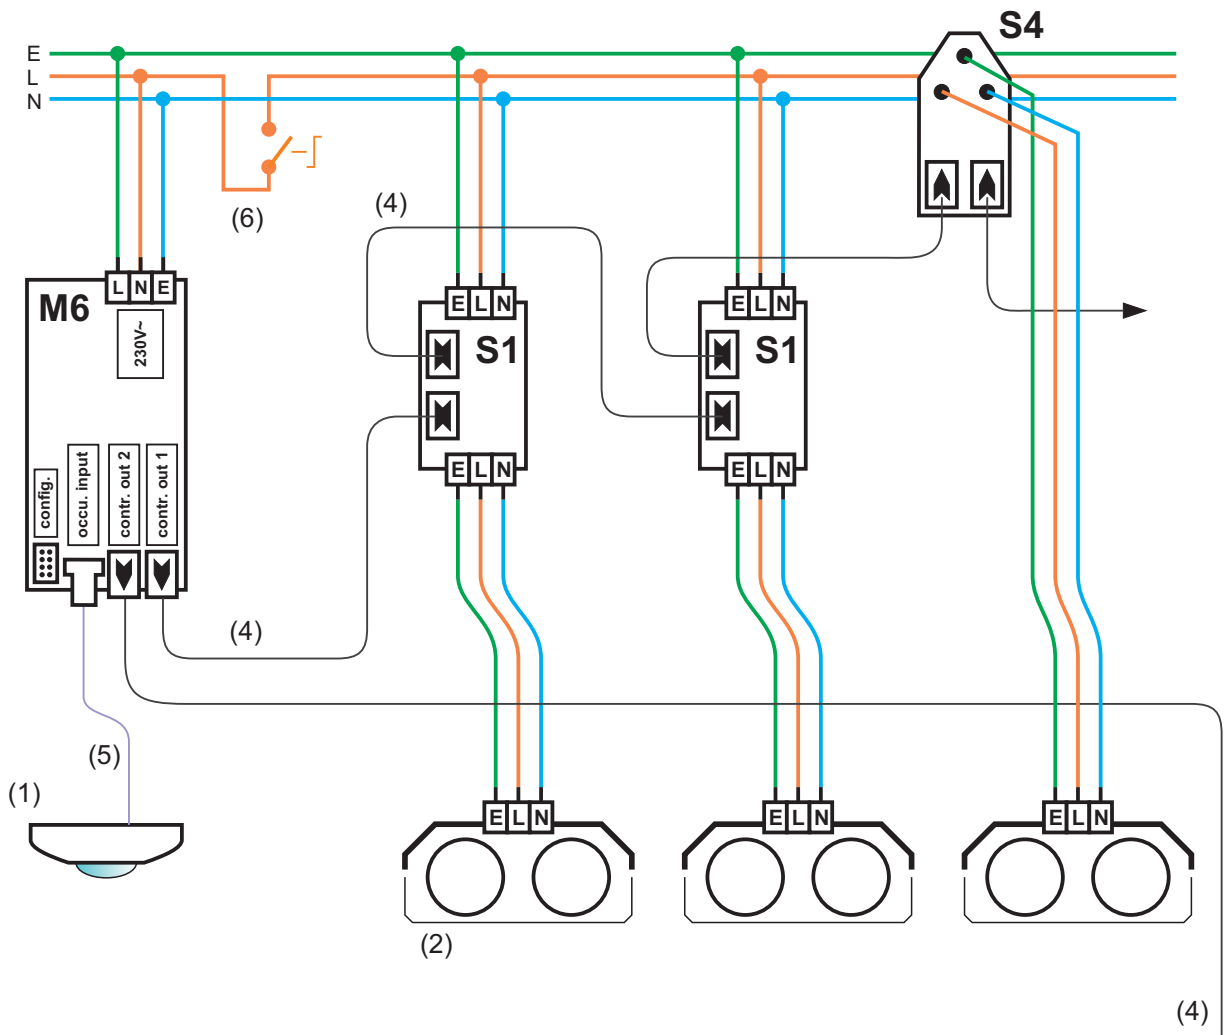 S4
E
L
N
(6)
(4)
M6
L N E
230V~
config.
occu. input
contr. out 2
contr. out 1
E L N
S1
E L N
E L N
S1
E L N
(4)
(5)
(1)
E L N
E L N
E L N
(2)
(4)